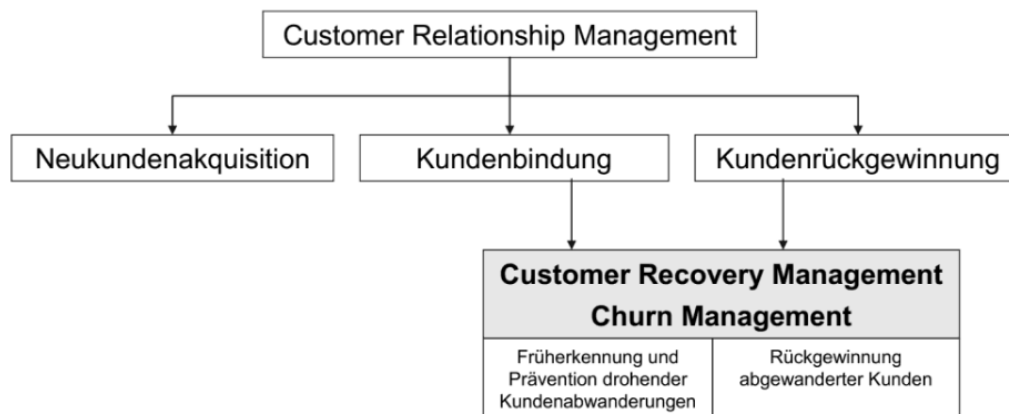 Customer Relationship Management
Neukundenakquisition
Kundenbindung
Kundenrückgewinnung
Customer Recovery Management
Churn Management
Früherkennung und
Prävention drohender
Kundenabwanderungen
Rückgewinnung
abgewanderter Kunden